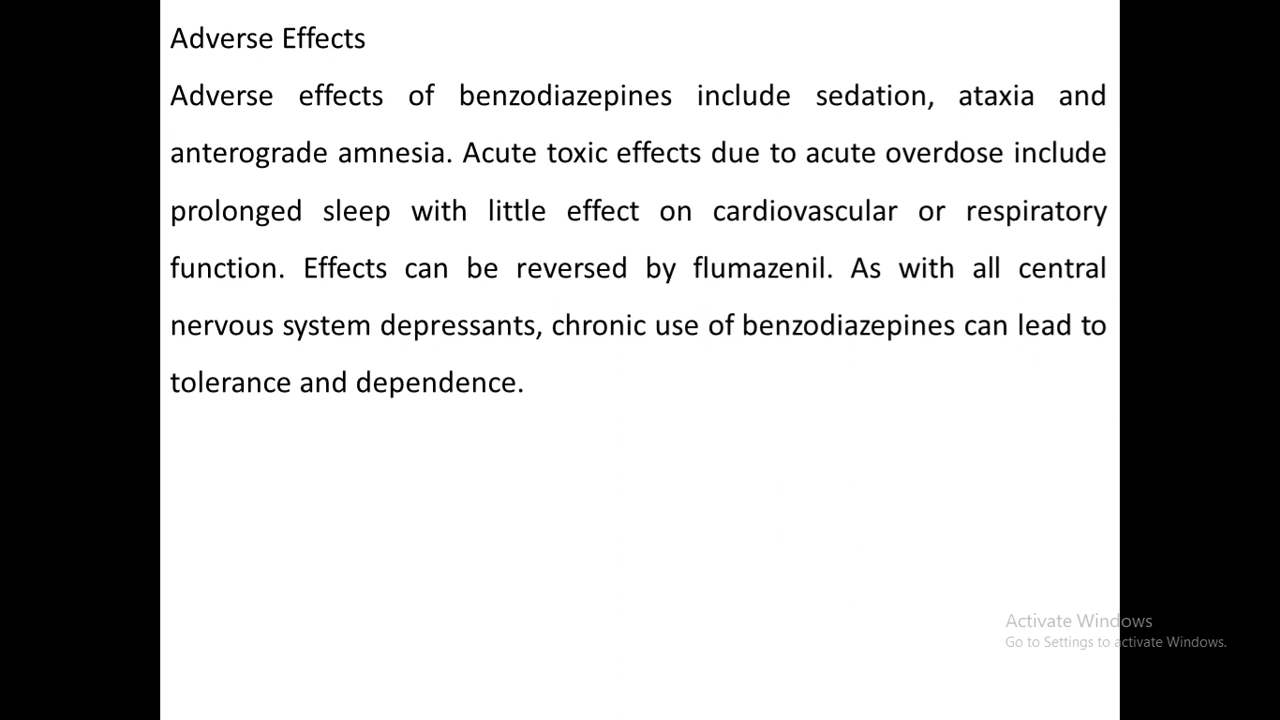 Adverse Effects
Adverse effects of benzodiazepines include sedation, ataxia and
anterograde amnesia. Acute toxic effects due to acute overdose include
prolonged sleep with little effect on cardiovascular or respiratory
function. Effects can be reversed by flumazenil. As with all central
nervous system depressants, chronic use of benzodiazepines can lead to
tolerance and dependence.
Activate Windows
Go to Settings to activate Windows.